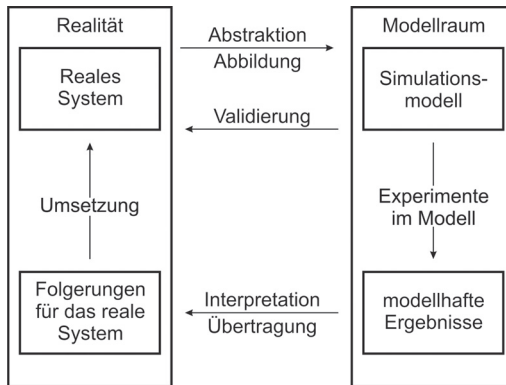 Realität
Reales
System
Umsetzung
Folgerungen
für das reale
System
Abstraktion
Abbildung
Validierung
Interpretation
Übertragung
Modellraum
Simulations-
modell
Experimente
im Modell
modellhafte
Ergebnisse